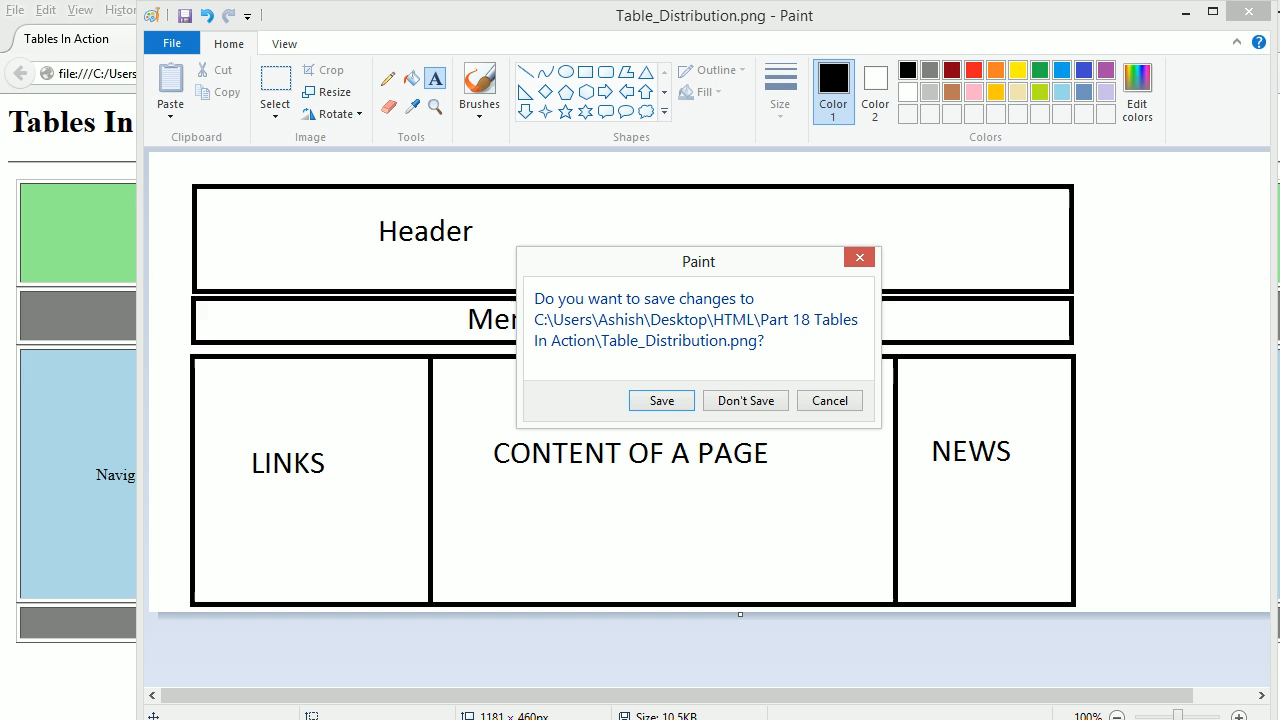 File Edit View Histor
Table_Distribution.png - Paint
Tables In Action
File Home View
file:///C:/Users
Paste
Cut
Copy
Select
Crop
Resize
Rotate
A
Brushes
Outline
Fill
Size
Color
1
Color
2
Edit
colors
Clipboard Image Tools Shapes Colors
Tables In
Header
Paint
Do you want to save changes to
C:\Users\Ashish\Desktop\HTML\Part 18 Tables
In Action\Table_Distribution.png?
Save Don't Save Cancel
LINKS CONTENT OF A PAGE NEWS
Navig
1181 × 460px Size: 10.5KB 100%